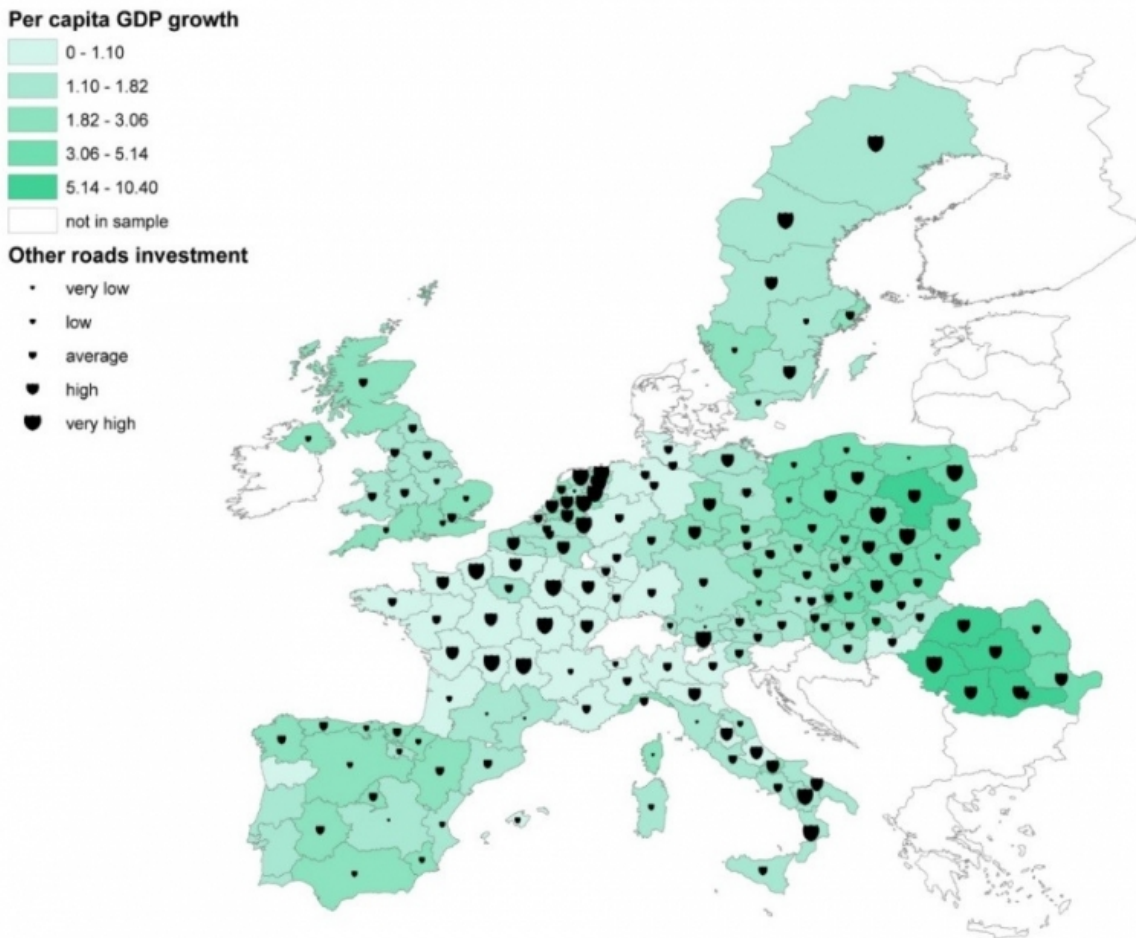 Per capita GDP growth
0 - 1.10
1.10 - 1.82
1.82 - 3.06
3.06 - 5.14
5.14 - 10.40
not in sample
Other roads investment
very low
low
average
high
very high